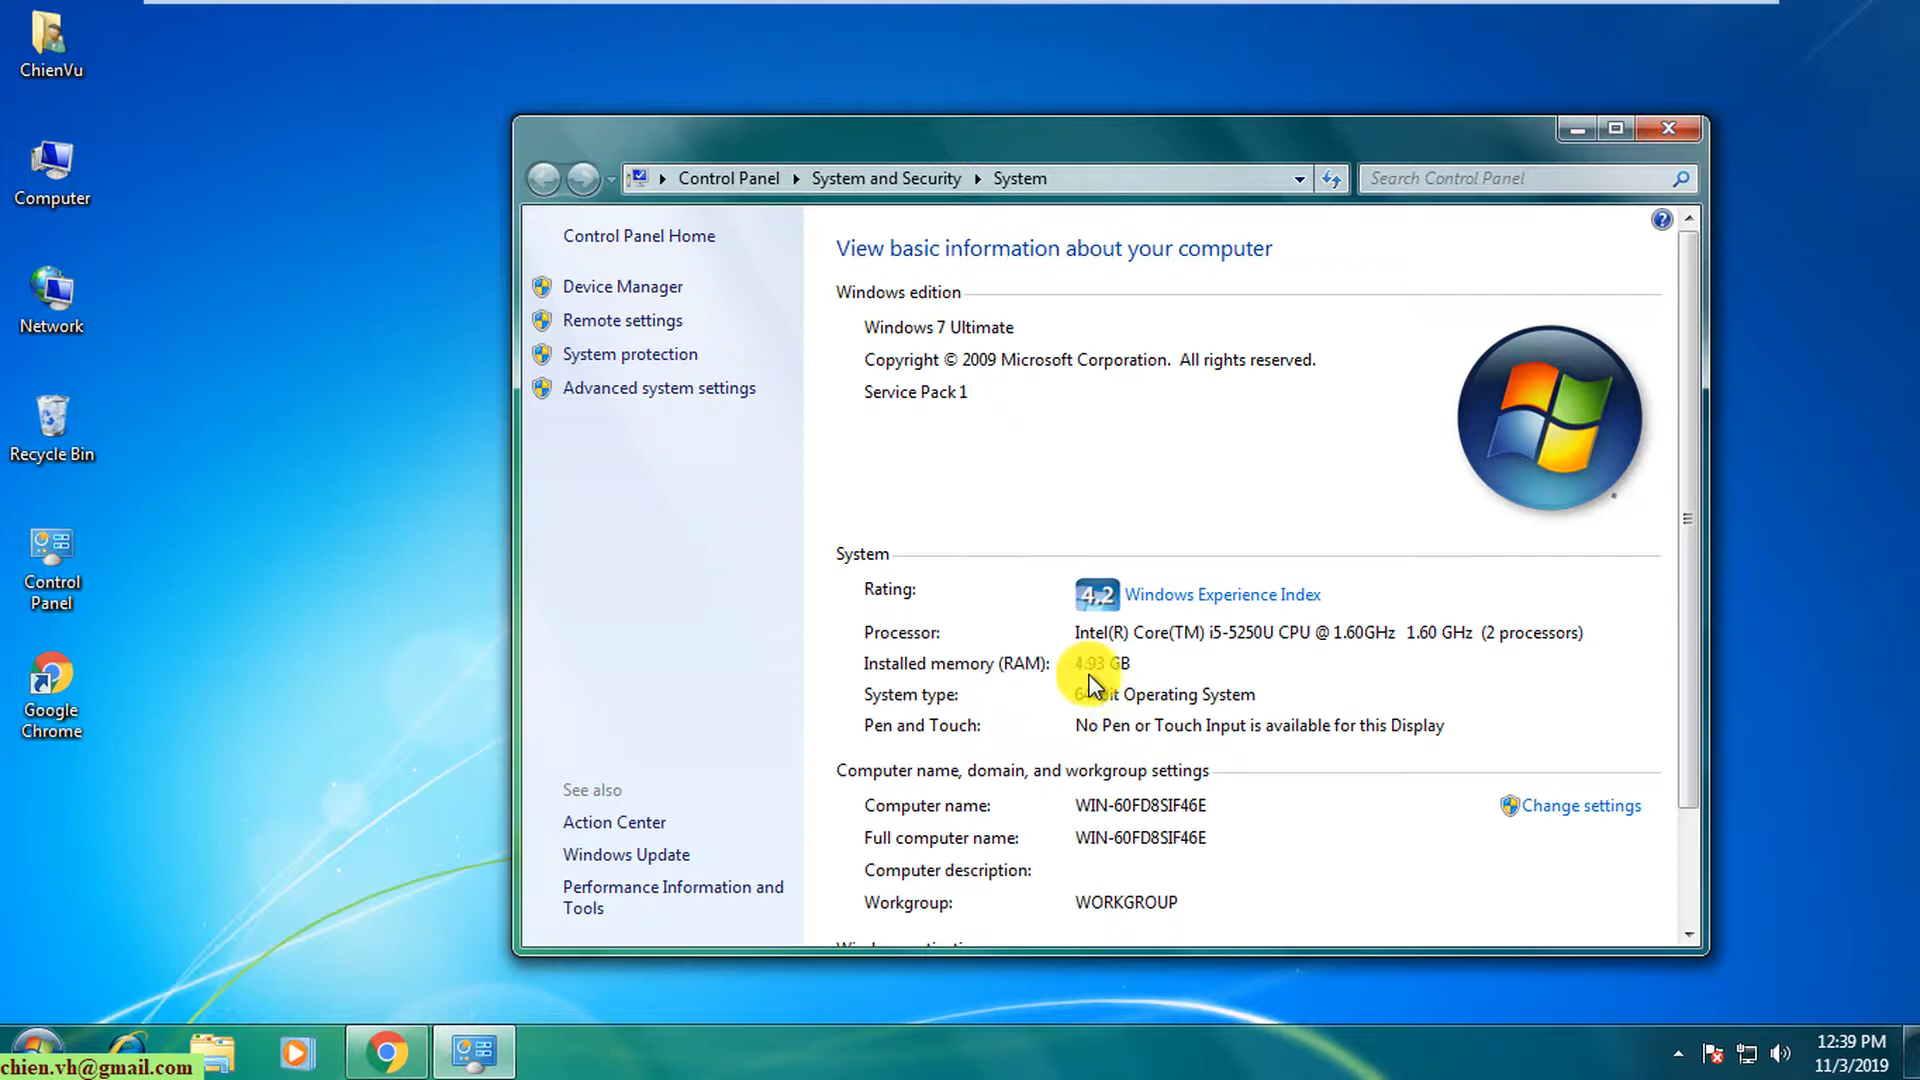 ChienVu
Computer
Network
Recycle Bin
Control
Panel
Google
Chrome
Control Panel
System and Security
System
Search Control Panel
Control Panel Home
Device Manager
Remote settings
System protection
Advanced system settings
See also
Action Center
Windows Update
Performance Information and
Tools
View basic information about your computer
Windows edition
Windows 7 Ultimate
Copyright © 2009 Microsoft Corporation.  All rights reserved.
Service Pack 1
System
Rating:
4.2 Windows Experience Index
Processor:
Intel(R) Core(TM) i5-5250U CPU @ 1.60GHz  1.60 GHz  (2 processors)
Installed memory (RAM):
4.93 GB
System type:
Operating System
Pen and Touch:
No Pen or Touch Input is available for this Display
Computer name, domain, and workgroup settings
Computer name:
WIN-60FD8SIF46E
Change settings
Full computer name:
WIN-60FD8SIF46E
Computer description:
Workgroup:
WORKGROUP
chien.vh@gmail.com
12:39 PM
11/3/2019